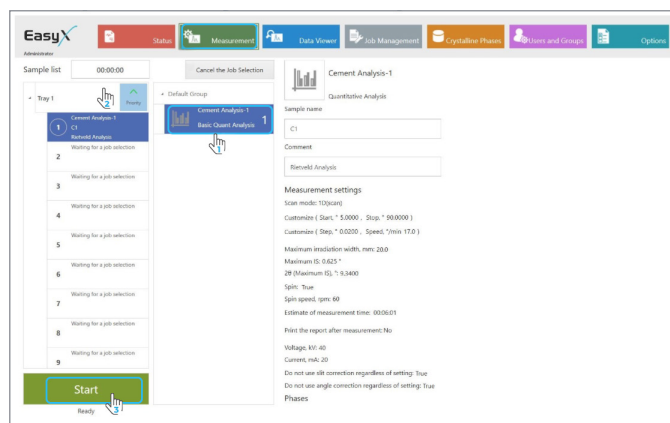 EasyX
Administrator
Status
Measurement
Data Viewer
Job Management
Crystalline Phases
Users and Groups
Options
Sample list
00:00:00
Cancel the Job Selection
Tray 1
Priority
2
1
Cement Analysis-1
C1
Rietveld Analysis
2
Waiting for a job selection
3
Waiting for a job selection
4
Waiting for a job selection
5
Waiting for a job selection
6
Waiting for a job selection
7
Waiting for a job selection
8
Waiting for a job selection
9
Waiting for a job selection
Start
3
Ready
Default Group
Cement Analysis-1
Basic Quant Analysis
1
1
Cement Analysis-1
Quantitative Analysis
Sample name
C1
Comment
Rietveld Analysis
Measurement settings
Scan mode: 1D(scan)
Customize ( Start, ° 5.0000 , Stop, ° 90.0000 )
Customize ( Step, ° 0.0200 , Speed, °/min 17.0 )
Maximum irradiation width, mm: 20.0
Maximum IS: 0.625 °
2θ (Maximum IS), °: 9.3400
Spin: True
Spin speed, rpm: 60
Estimate of measurement time: 00:06:01
Print the report after measurement: No
Voltage, kV: 40
Current, mA: 20
Do not use slit correction regardless of setting: True
Do not use angle correction regardless of setting: True
Phases